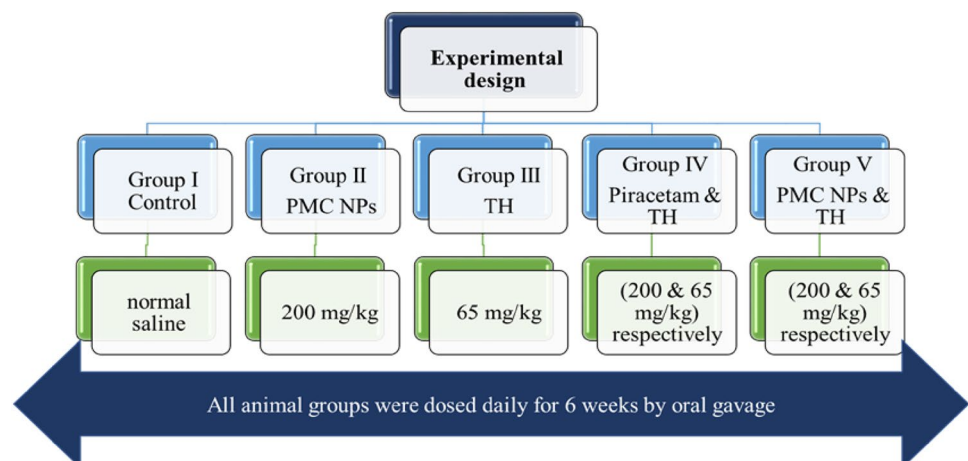 Experimental
design
Group I
Control
Group II
PMC NPs
Group III
TH
Group IV
Piracetam &
TH
Group V
PMC NPs &
TH
normal
saline
200 mg/kg
65 mg/kg
(200 & 65
mg/kg)
respectively
(200 & 65
mg/kg)
respectively
All animal groups were dosed daily for 6 weeks by oral gavage